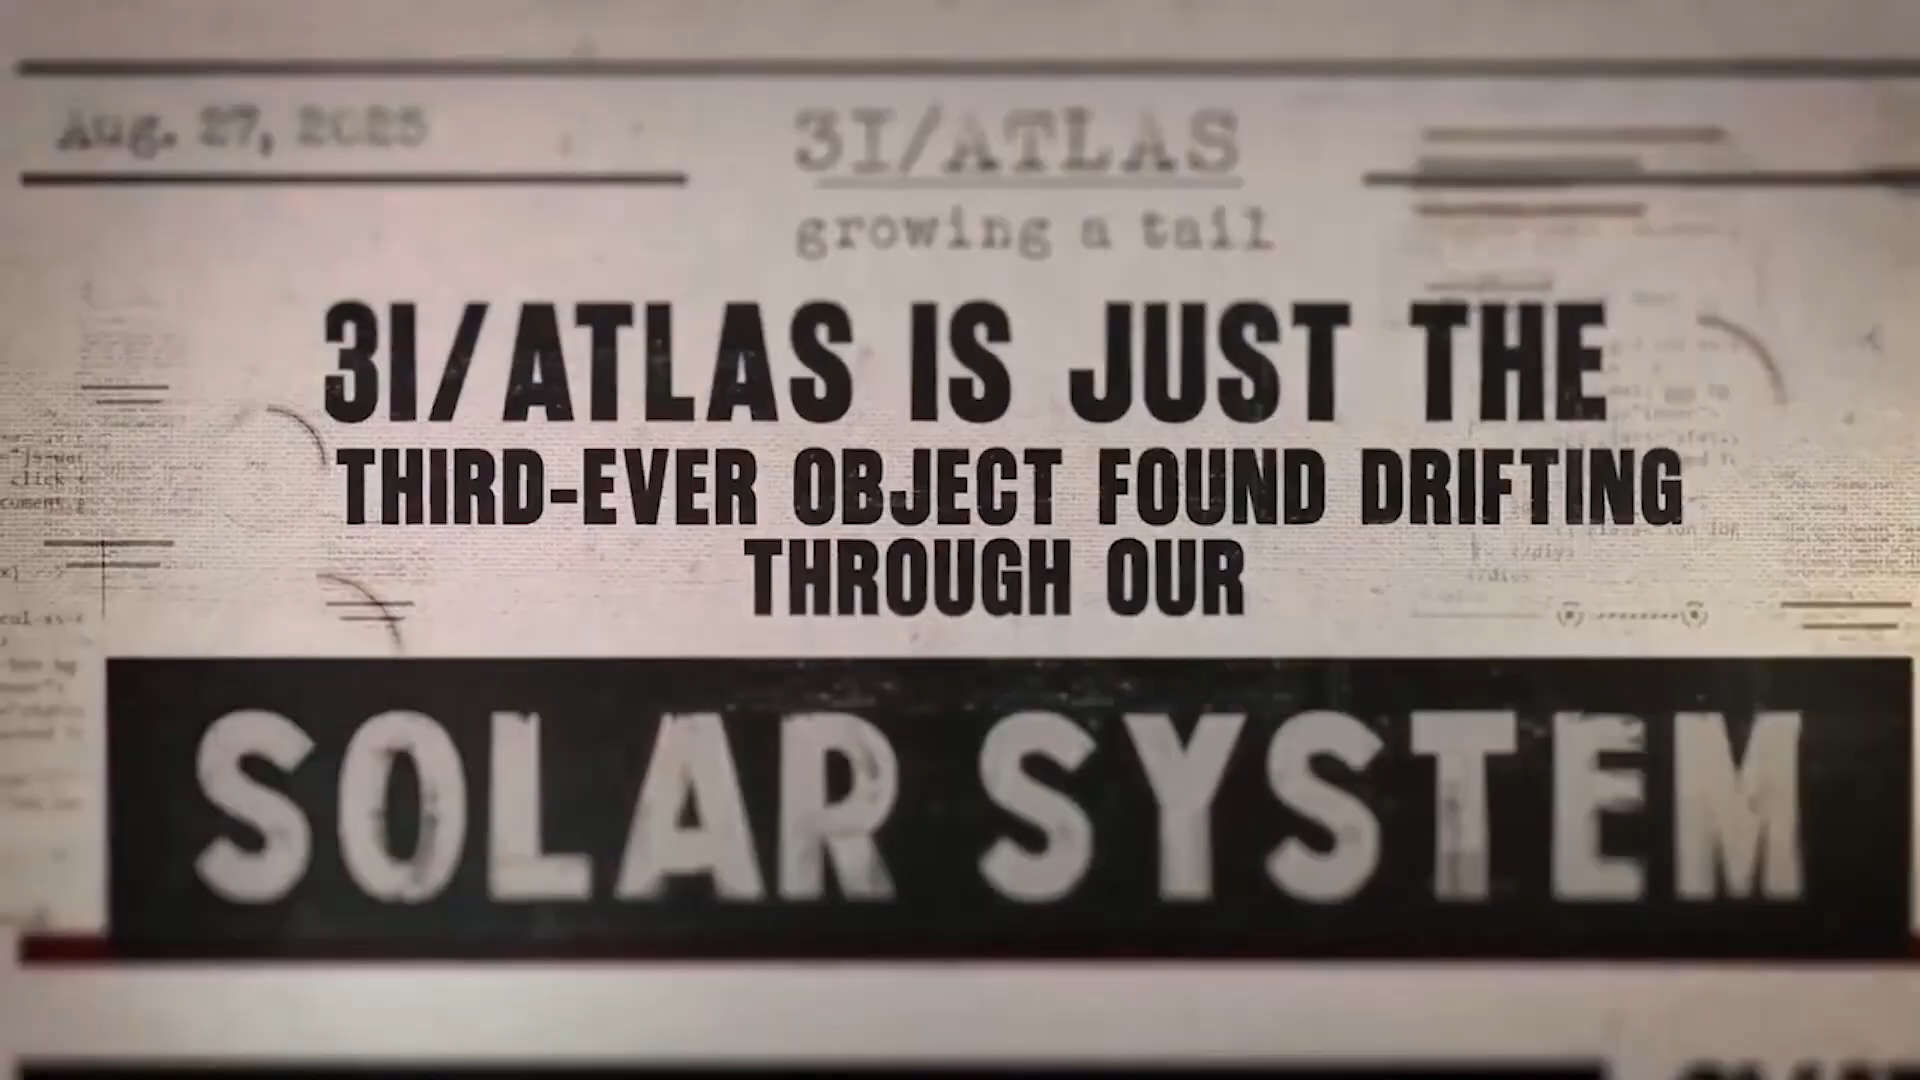 Aug. 27, 2025
3I/ATLAS
growing a tail
3I/ATLAS IS JUST THE
THIRD-EVER OBJECT FOUND DRIFTING
THROUGH OUR
SOLAR SYSTEM